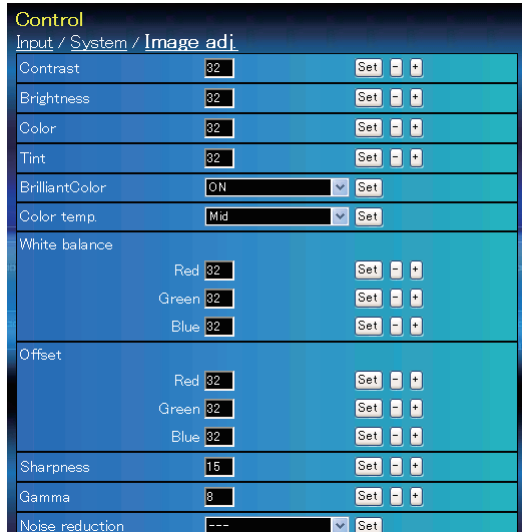 Control
Input / System / Image adj.
Contrast 32 Set - +
Brightness 32 Set - +
Color 32 Set - +
Tint 32 Set - +
BrilliantColor ON Set
Color temp. Mid Set
White balance
Red 32 Set - +
Green 32 Set - +
Blue 32 Set - +
Offset
Red 32 Set - +
Green 32 Set - +
Blue 32 Set - +
Sharpness 15 Set - +
Gamma 8 Set - +
Noise reduction --- Set